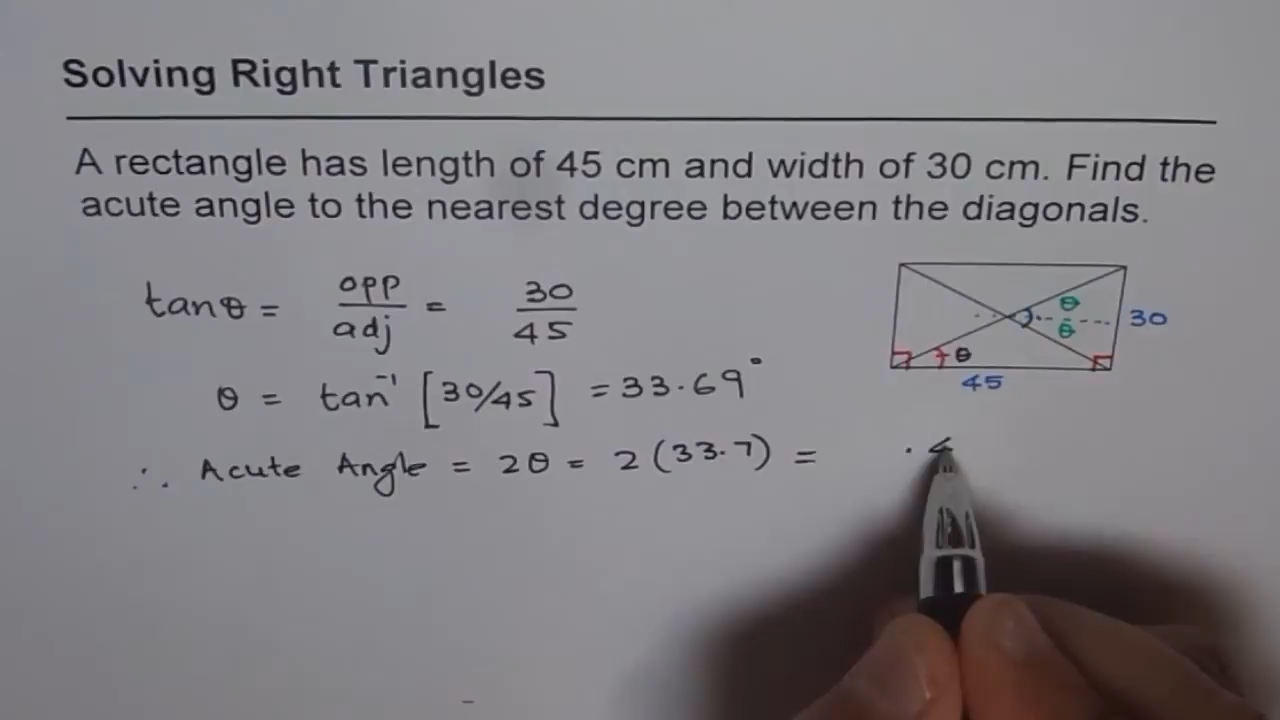 Solving Right Triangles
A rectangle has length of 45 cm and width of 30 cm. Find the
acute angle to the nearest degree between the diagonals.
tanθ = opp/adj = 30/45
θ = tan⁻¹ [30/45] = 33.69°
∴ Acute Angle = 2θ = 2(33.7) = .4
θ
θ
30
θ
45